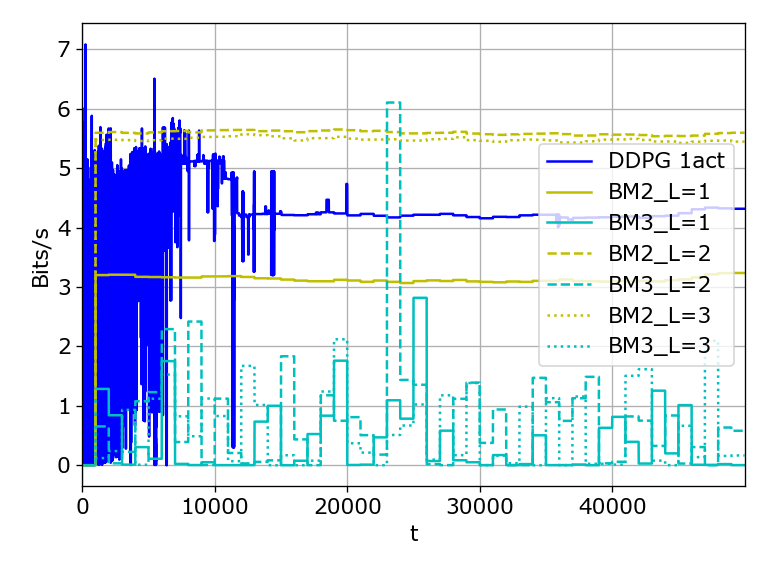 7
6
5
4
3
2
1
0
Bits/s
DDPG 1act
BM2_L=1
BM3_L=1
BM2_L=2
BM3_L=2
BM2_L=3
BM3_L=3
0 10000 20000 30000 40000
t